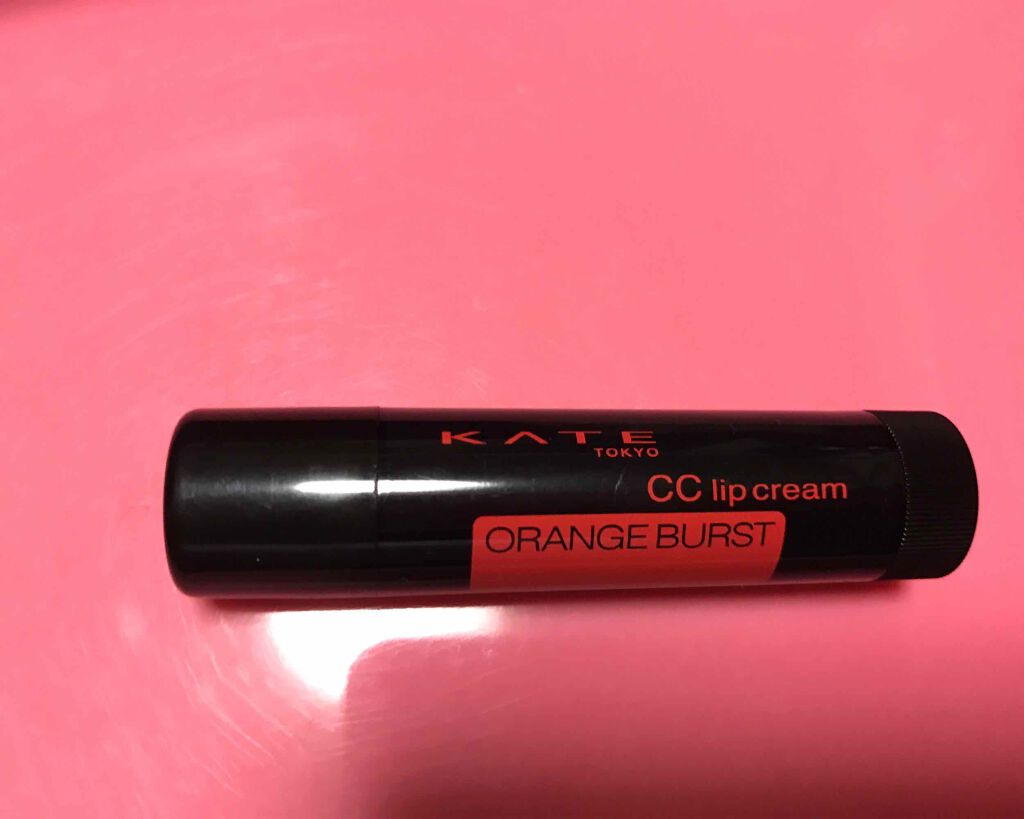 KATE
TOKYO
CC lip cream
ORANGE BURST